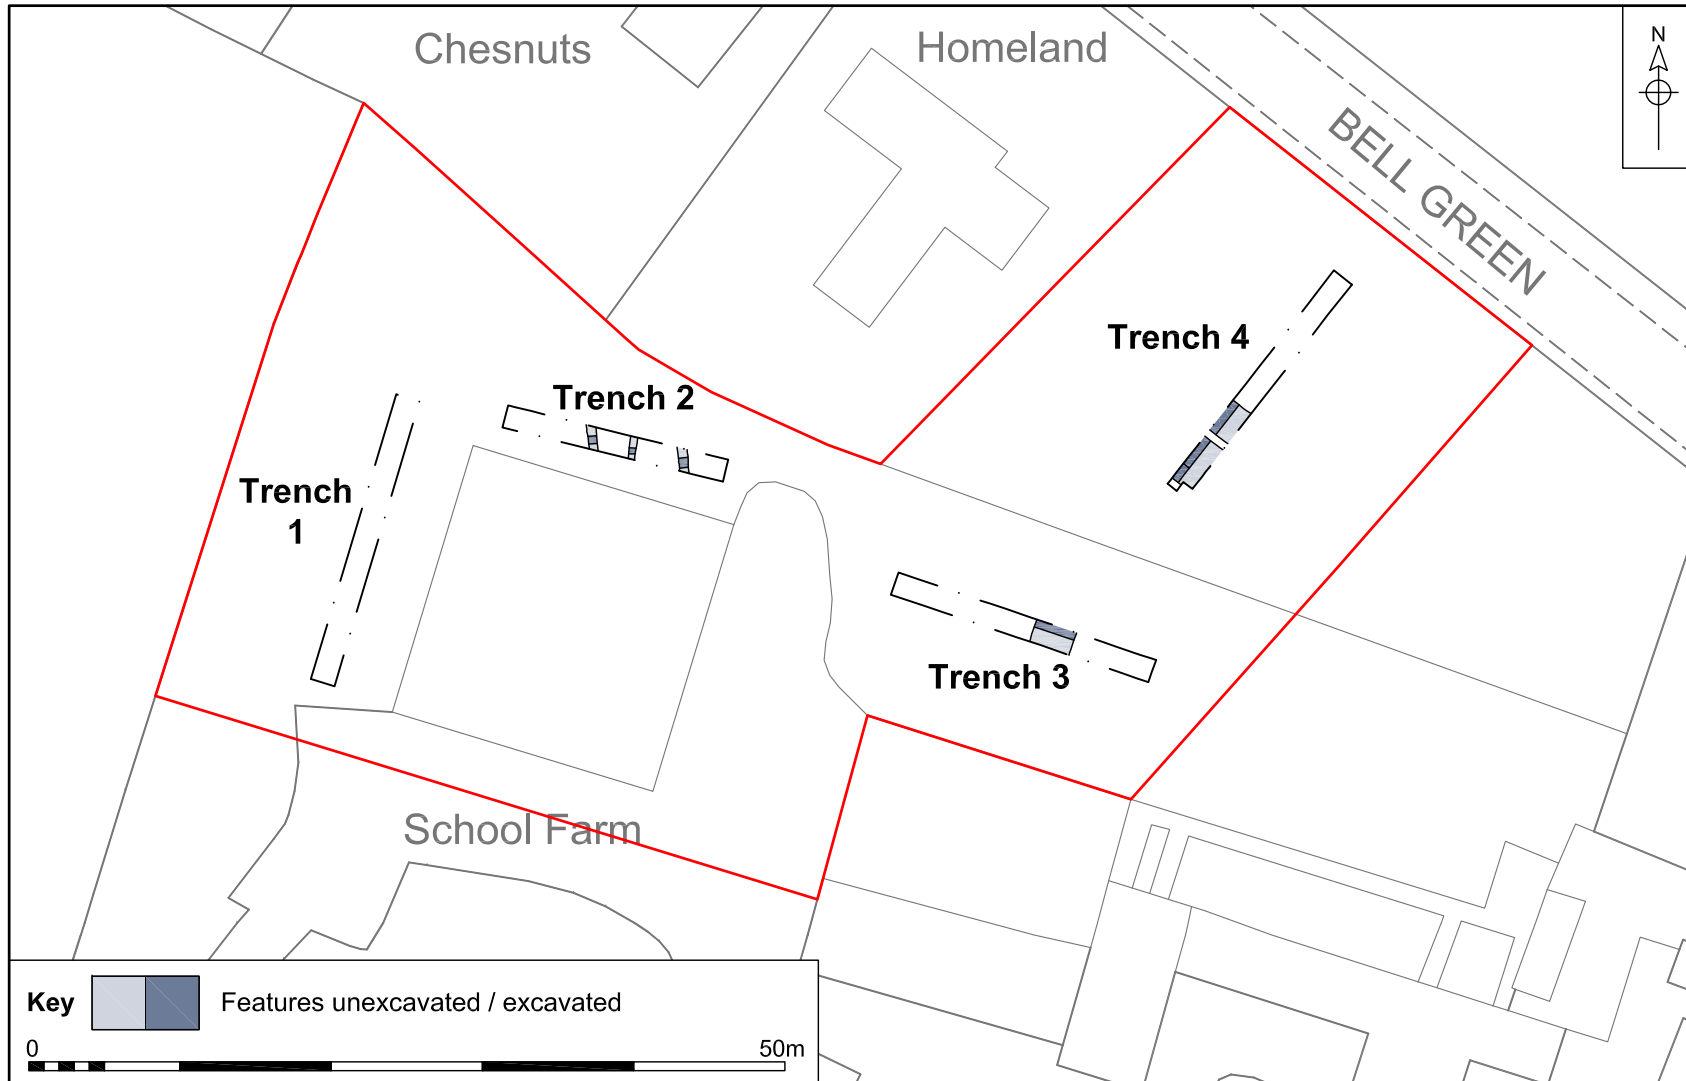 Chesnuts
Homeland
N
BELL GREEN
Trench 4
Trench 2
Trench
1
Trench 3
School Farm
Key
Features unexcavated / excavated
0
50m